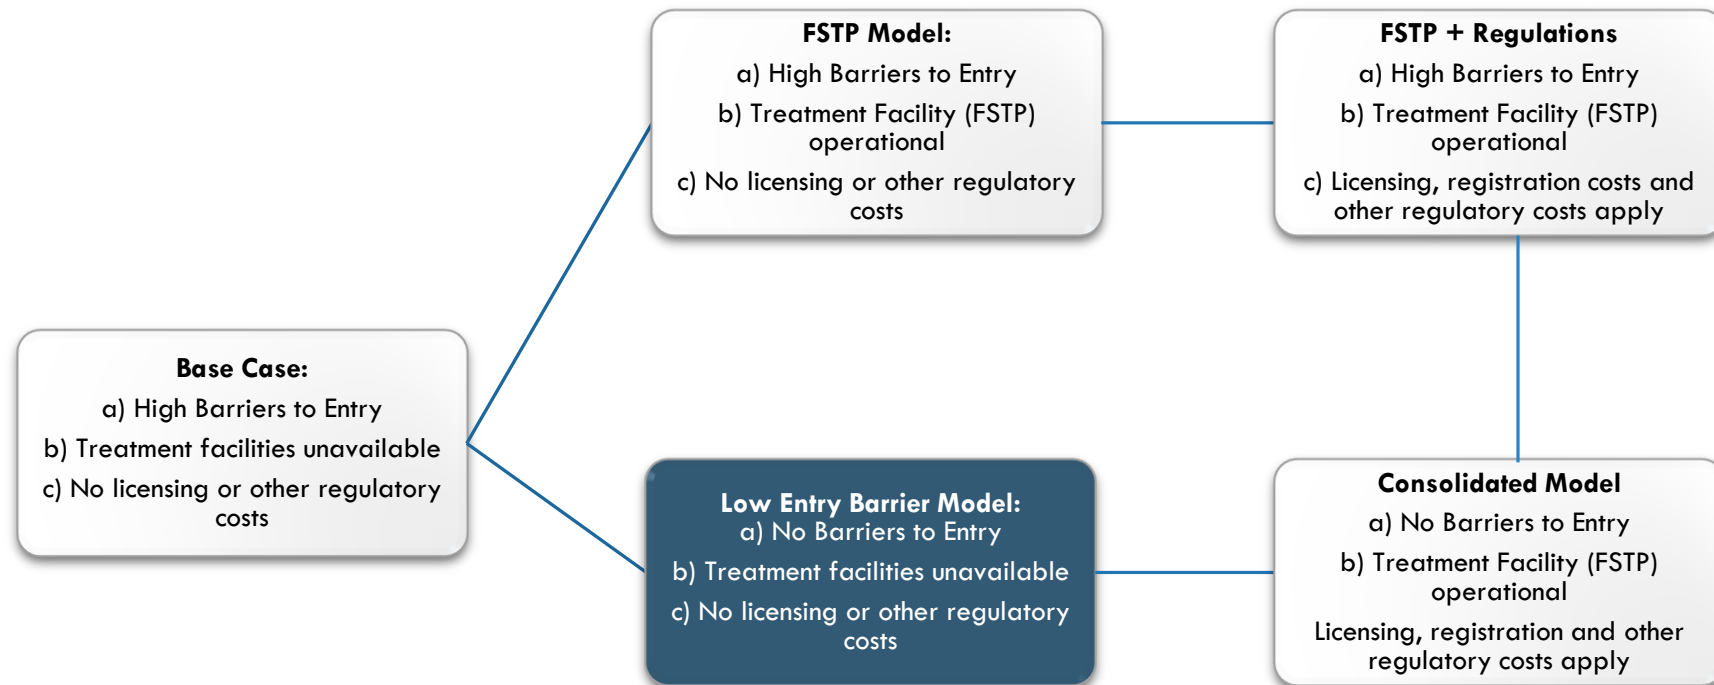 FSTP Model:
a) High Barriers to Entry
b) Treatment Facility (FSTP)
operational
c) No licensing or other regulatory
costs
FSTP + Regulations
a) High Barriers to Entry
b) Treatment Facility (FSTP)
operational
c) Licensing, registration costs and
other regulatory costs apply
Base Case:
a) High Barriers to Entry
b) Treatment facilities unavailable
c) No licensing or other regulatory
costs
Low Entry Barrier Model:
a) No Barriers to Entry
b) Treatment facilities unavailable
c) No licensing or other regulatory
costs
Consolidated Model
a) No Barriers to Entry
b) Treatment Facility (FSTP)
operational
Licensing, registration and other
regulatory costs apply